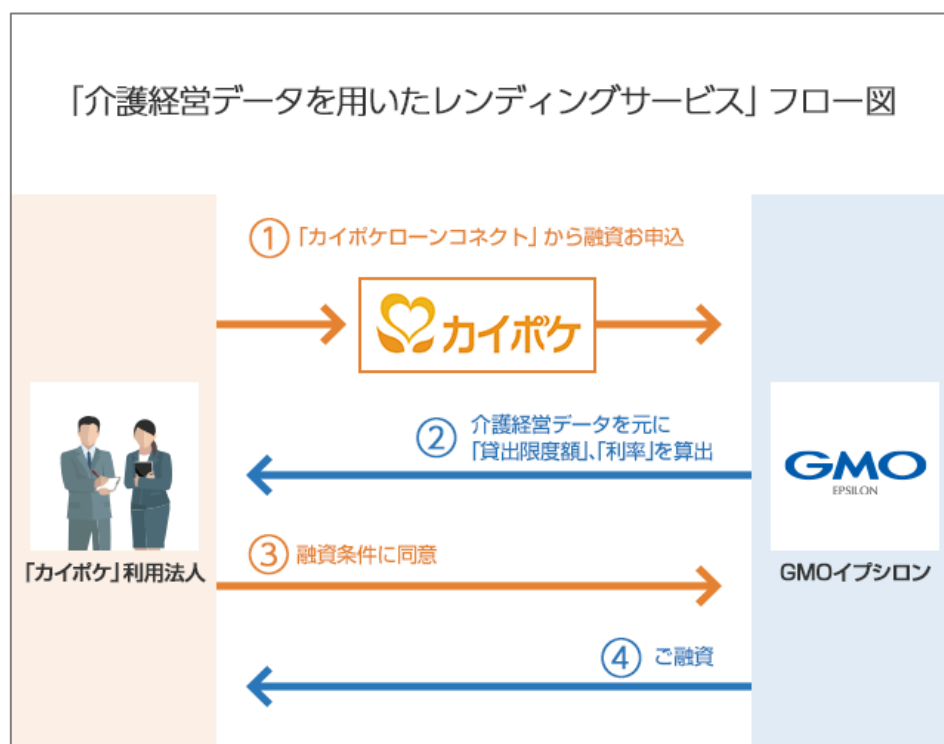 「介護経営データを用いたレンディングサービス」フロー図
①「カイポケローンコネクト」から融資お申込
カイポケ
②介護経営データを元に
「貸出限度額」、「利率」を算出
GMO
EPSILON
③融資条件に同意
「カイポケ」利用法人
GMOイプシロン
④ご融資